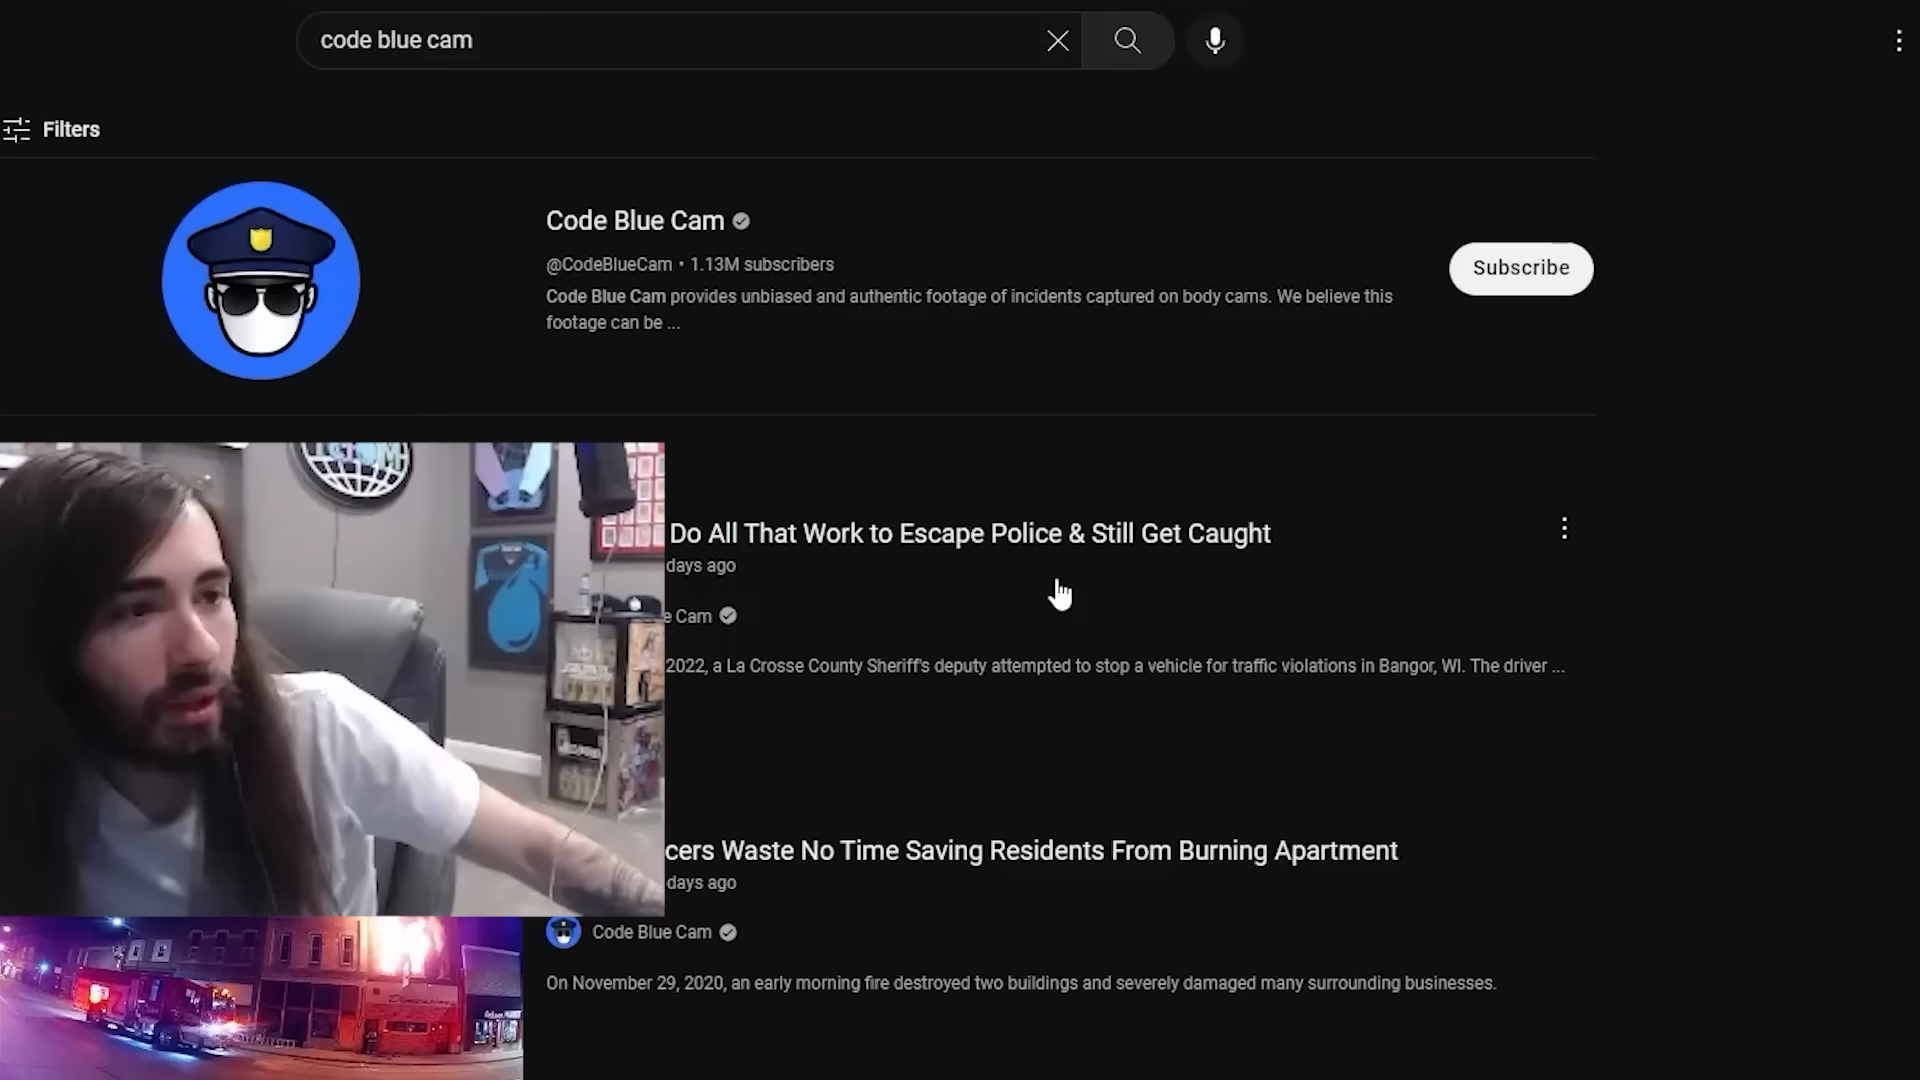 code blue cam
Filters
Code Blue Cam
@CodeBlueCam • 1.13M subscribers
Code Blue Cam provides unbiased and authentic footage of incidents captured on body cams. We believe this
footage can be ...
Subscribe
Do All That Work to Escape Police & Still Get Caught
days ago
e Cam
2022, a La Crosse County Sheriff's deputy attempted to stop a vehicle for traffic violations in Bangor, WI. The driver ...
cers Waste No Time Saving Residents From Burning Apartment
days ago
Code Blue Cam
On November 29, 2020, an early morning fire destroyed two buildings and severely damaged many surrounding businesses.